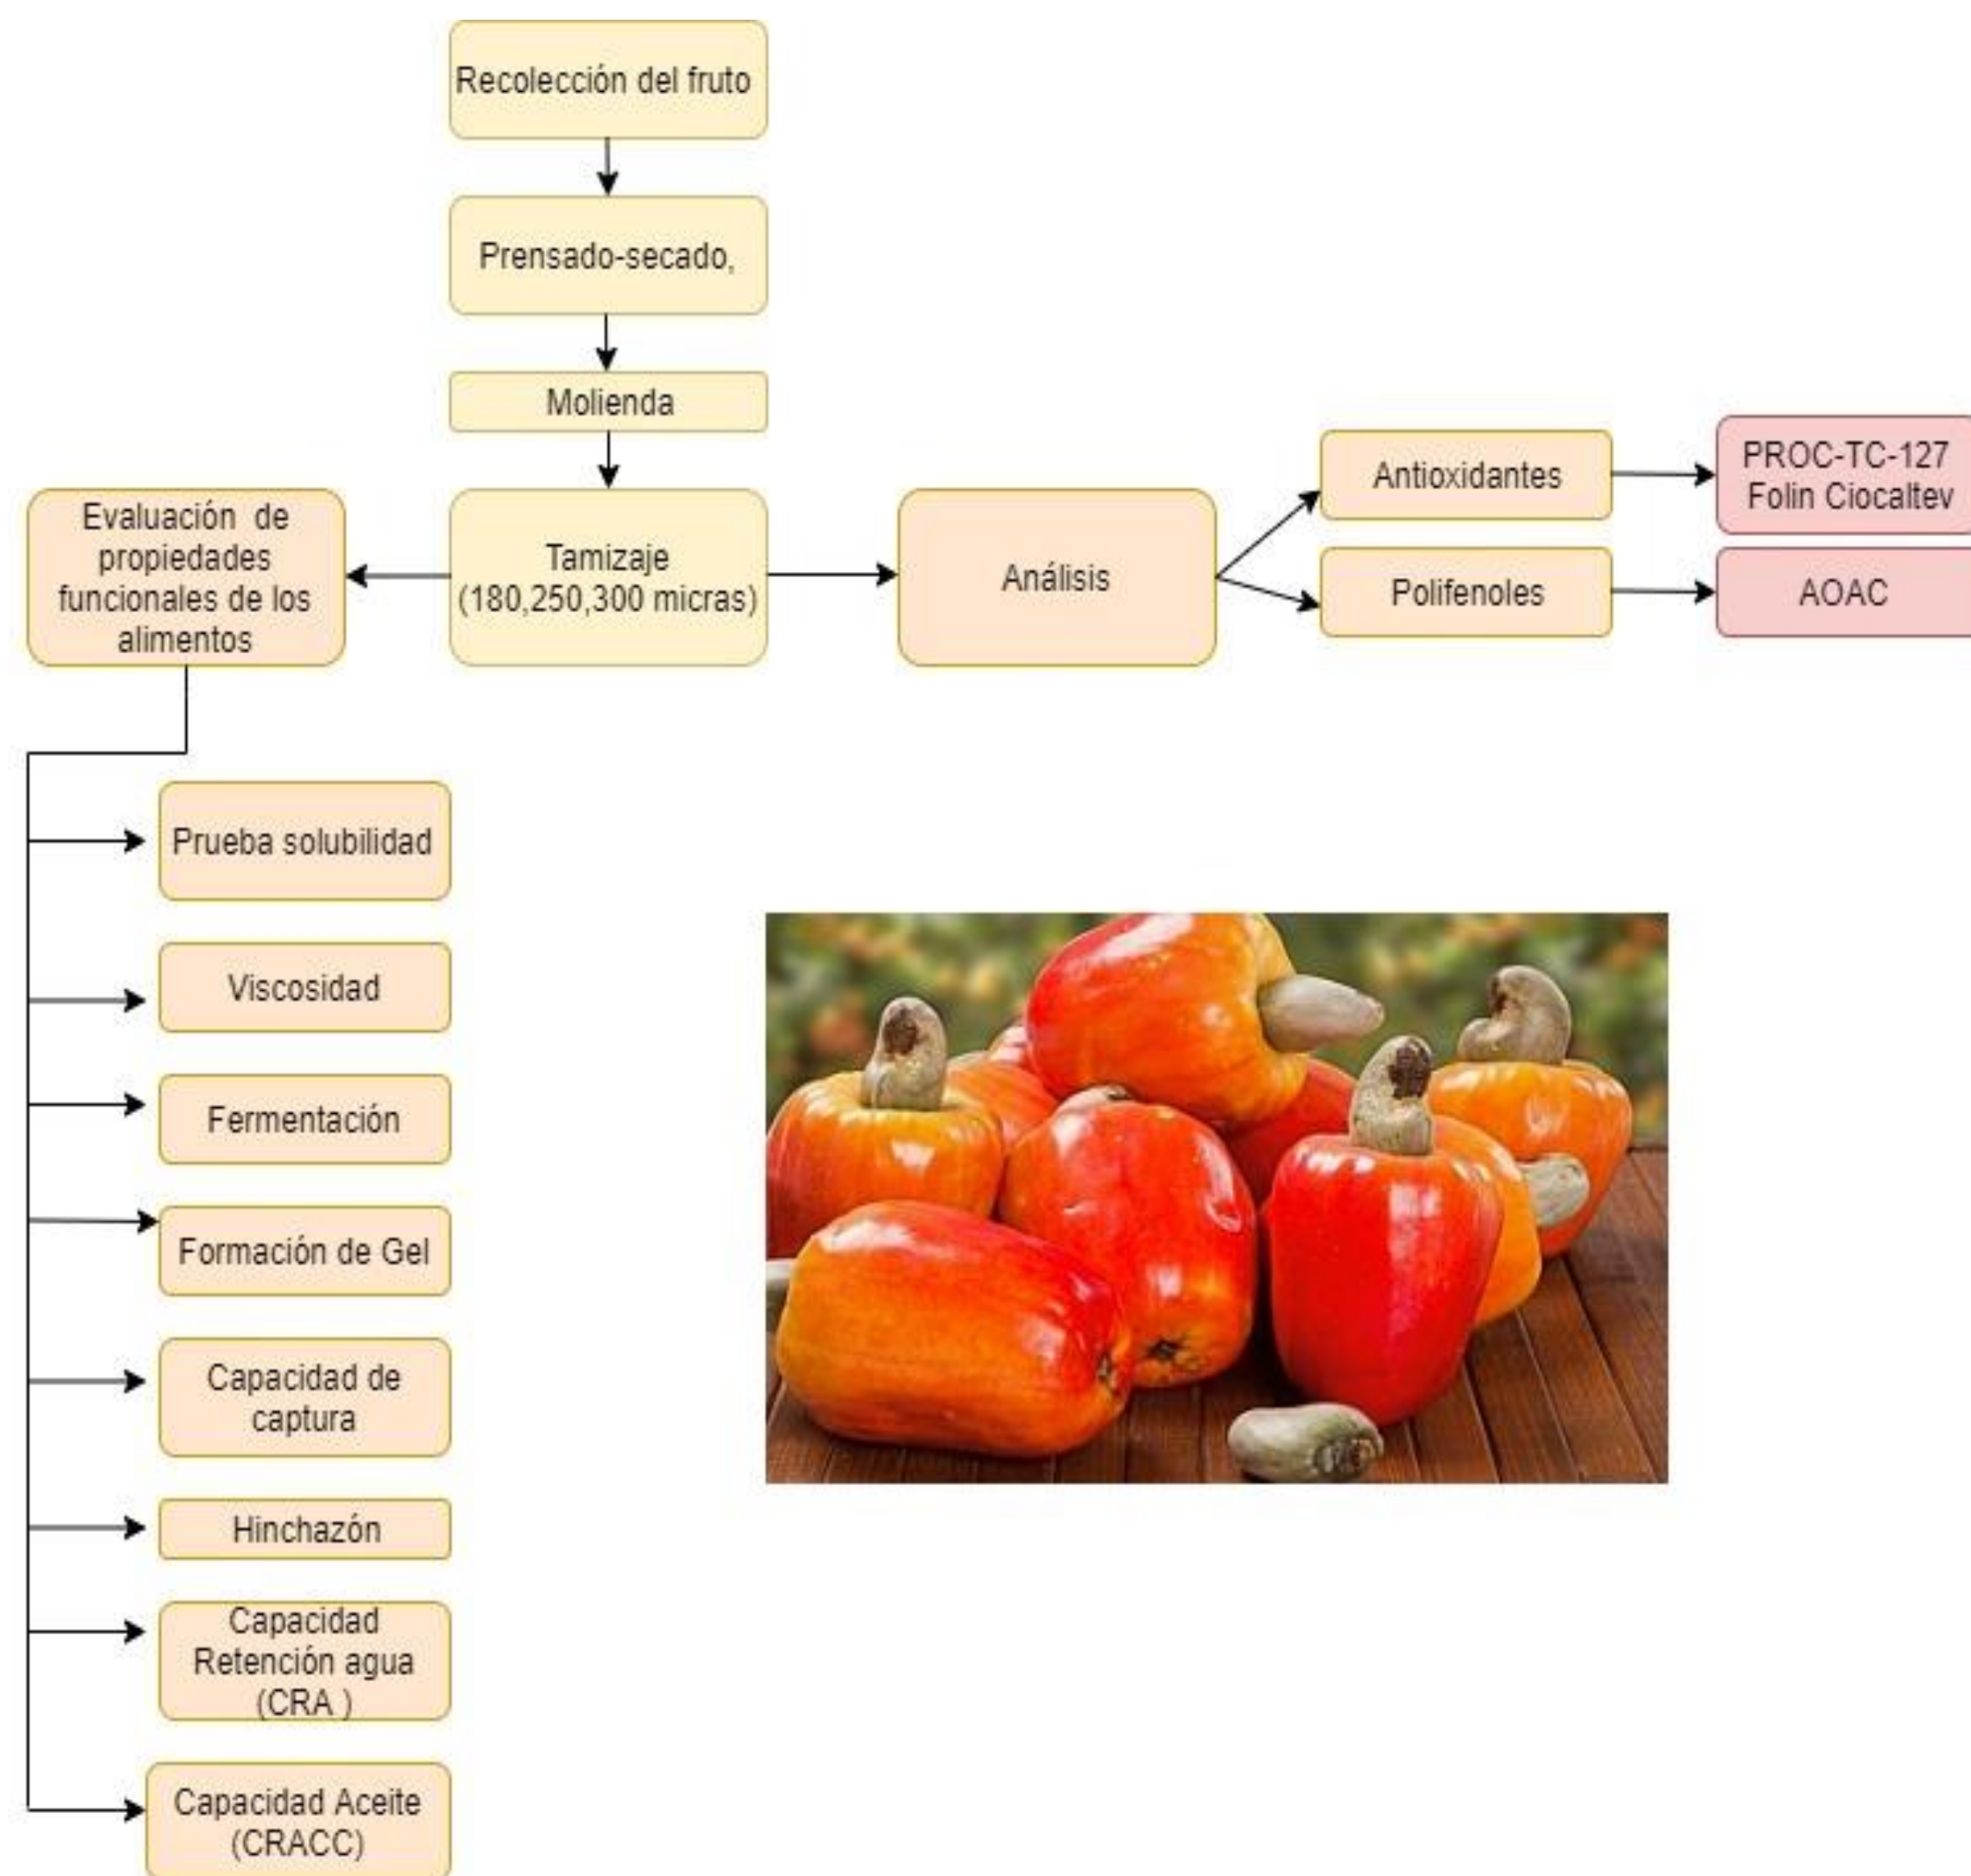 Recolección del fruto
Prensado-secado,
Molienda
Tamizaje
(180,250,300 micras)
Evaluación de
propiedades
funcionales de los
alimentos
Análisis
Antioxidantes
PROC-TC-127
Folin Ciocaltev
Polifenoles
AOAC
Prueba solubilidad
Viscosidad
Fermentación
Formación de Gel
Capacidad de
captura
Hinchazón
Capacidad
Retención agua
(CRA )
Capacidad Aceite
(CRACC)